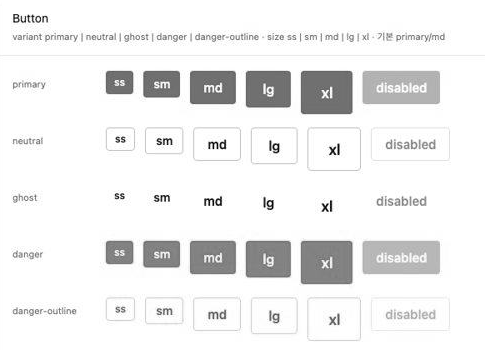 Button
variant primary | neutral | ghost | danger | danger-outline · size ss | sm | md | lg | xl · 기본 primary/md
primary ss sm md lg xl disabled
neutral ss sm md lg xl disabled
ghost ss sm md lg xl disabled
danger ss sm md lg xl disabled
danger-outline ss sm md lg xl disabled